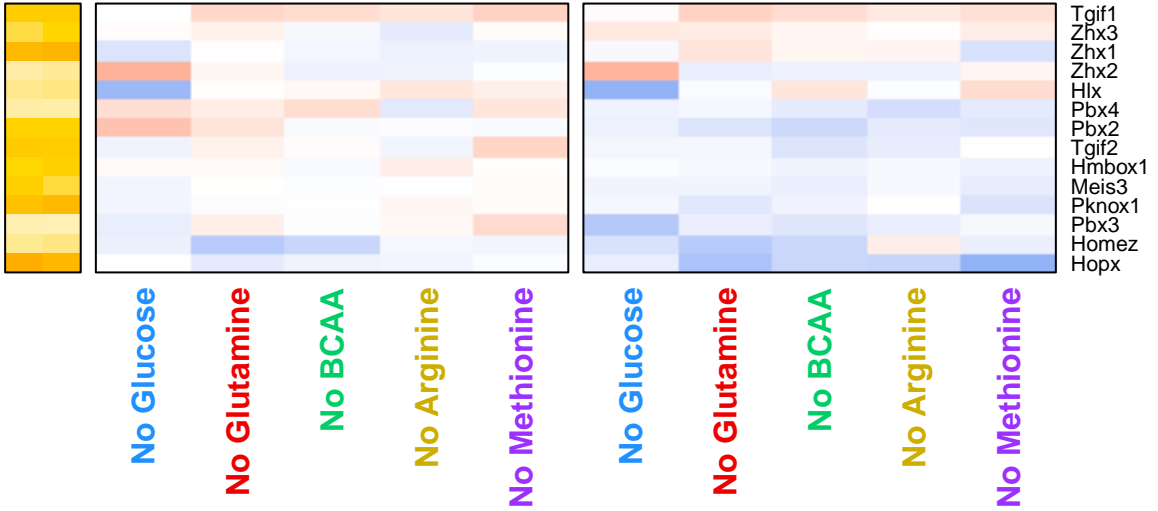 Tgif1
Zhx3
Zhx1
Zhx2
Hlx
Pbx4
Pbx2
Tgif2
Hmbox1
Meis3
Pknox1
Pbx3
Homez
Hopx
No Glucose
No Glutamine
No BCAA
No Arginine
No Methionine
No Glucose
No Glutamine
No BCAA
No Arginine
No Methionine